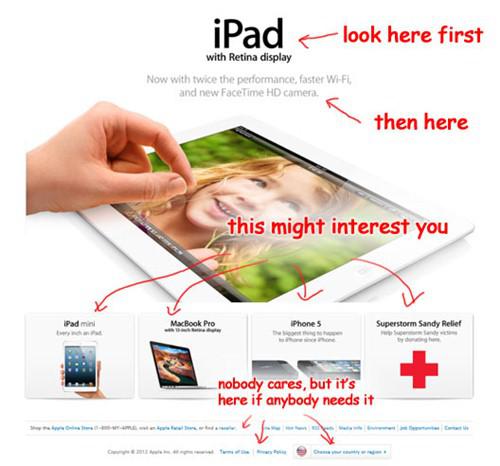 iPad
look here first
with Retina display
Now with twice the performance, faster Wi-Fi,
and new FaceTime HD camera.
then here
this might interest you
iPad mini
Every inch an iPad.
MacBook Pro
with 13-inch Retina display
iPhone 5
The biggest thing to happen
to iPhone since iPhone.
Superstorm Sandy Relief
Help Superstorm Sandy victims
by donating here.
nobody cares, but it's
here if anybody needs it
Shop the Apple Online Store (1-800-MY-APPLE), visit an Apple Retail Store, or find a reseller.
Map Hot News Feeds Media Info Environment Job Opportunities Contact Us
Copyright © 2012 Apple Inc. All rights reserved. Terms of Use Privacy Policy Choose your country or region